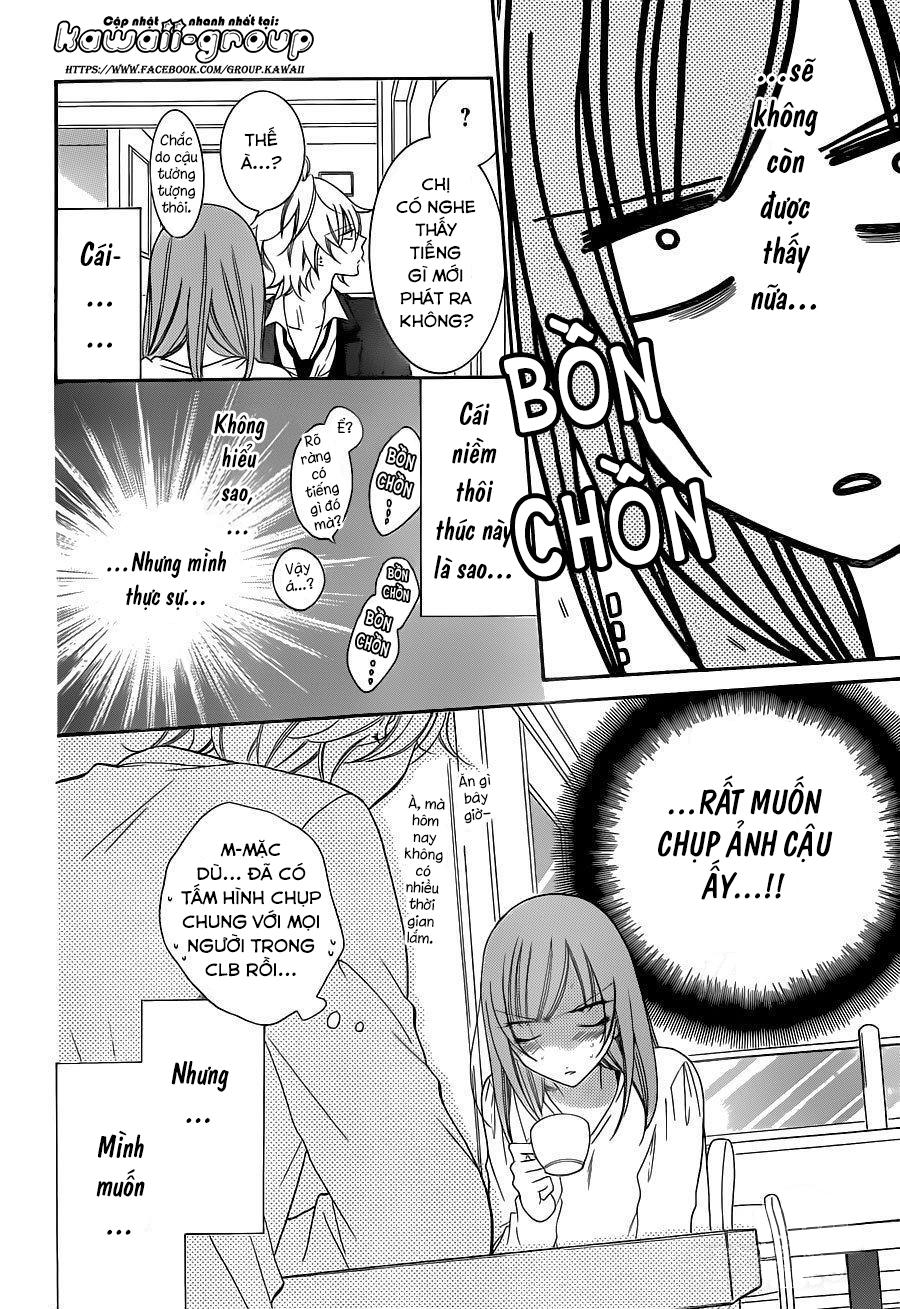 Cập nhật nhanh nhất tại:
kawaii-group
HTTPS://WWW.FACEBOOK.COM/GROUP.KAWAII
...sẽ
không
còn
được
thấy
nữa...
BỒN
CHỒN
...
?
CHỊ
CÓ NGHE
THẤY
TIẾNG
GÌ MỚI
PHÁT RA
KHÔNG?
THẾ
À...?
Chắc
do cậu
tưởng
tượng
thôi.
Cái-
...
...
Cái
niềm
thôi
thúc này
là sao...
BỒN
CHỒN
...
Ể?
Rõ
ràng
có
tiếng
gì đó
mà?
BỒN
CHỒN
BỒN
CHỒN
...
Vậy
á...?
Không
hiểu
sao,
...
...Nhưng mình
thực sự...
...RẤT MUỐN
CHỤP ẢNH CẬU
ẤY...!!
Ăn gì
bây
giờ-
À, mà
hôm
nay
không
có
nhiều
thời
gian
lắm.
M-MẶC
DÙ... ĐÃ CÓ
TẤM HÌNH CHỤP
CHUNG VỚI MỌI
NGƯỜI TRONG
CLB RỒI...
Nhưng
...
Mình
muốn
...